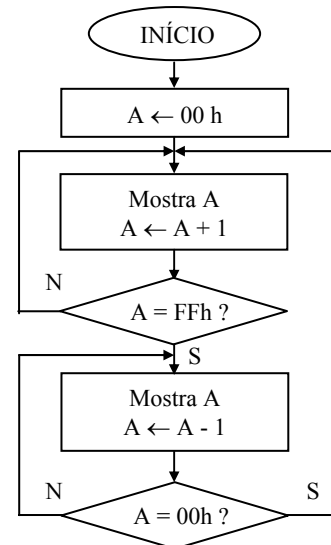 INÍCIO
A ← 00 h
Mostra A
A ← A + 1
N
A = FFh ?
S
Mostra A
A ← A - 1
N
S
A = 00h ?